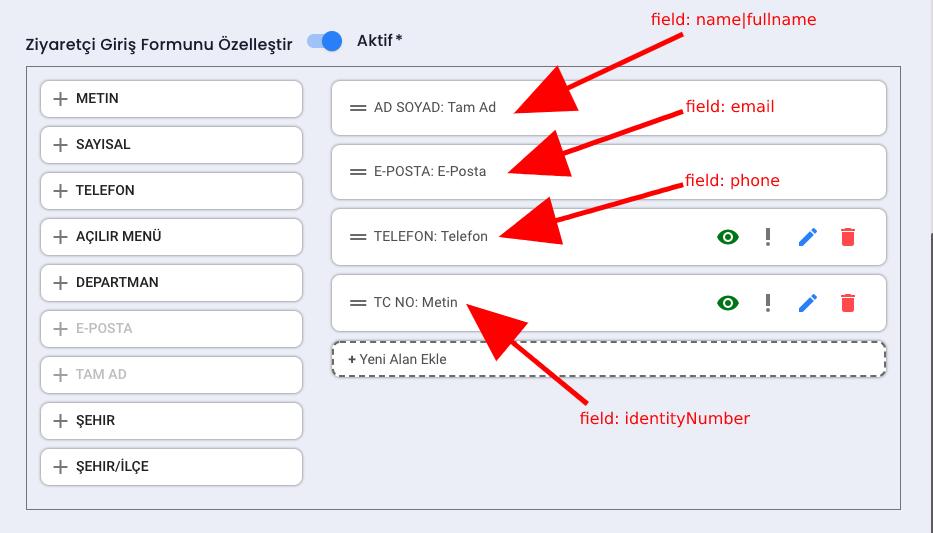 field: name|fullname
Ziyaretçi Giriş Formunu Özelleştir
Aktif*
METIN
SAYISAL
TELEFON
AÇILIR MENÜ
DEPARTMAN
E-POSTA
TAM AD
ŞEHIR
ŞEHIR/İLÇE
AD SOYAD: Tam Ad
field: email
E-POSTA: E-Posta
field: phone
TELEFON: Telefon
TC NO: Metin
+ Yeni Alan Ekle
field: identityNumber